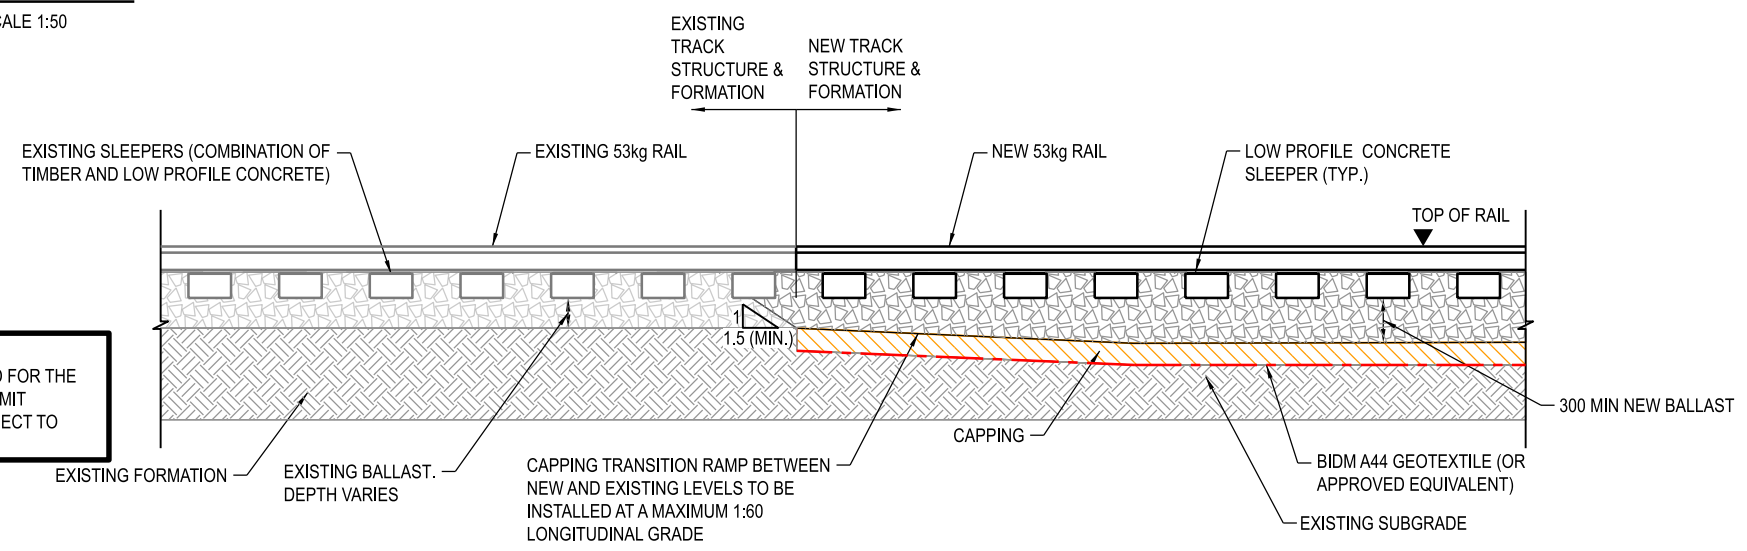 CALE 1:50
EXISTING
TRACK
STRUCTURE &
FORMATION
NEW TRACK
STRUCTURE &
FORMATION
EXISTING SLEEPERS (COMBINATION OF
TIMBER AND LOW PROFILE CONCRETE)
EXISTING 53kg RAIL
NEW 53kg RAIL
LOW PROFILE CONCRETE
SLEEPER (TYP.)
TOP OF RAIL
1
1.5 (MIN.)
FOR THE
MIT
ECT TO
300 MIN NEW BALLAST
CAPPING
EXISTING FORMATION
EXISTING BALLAST.
DEPTH VARIES
CAPPING TRANSITION RAMP BETWEEN
NEW AND EXISTING LEVELS TO BE
INSTALLED AT A MAXIMUM 1:60
LONGITUDINAL GRADE
BIDM A44 GEOTEXTILE (OR
APPROVED EQUIVALENT)
EXISTING SUBGRADE